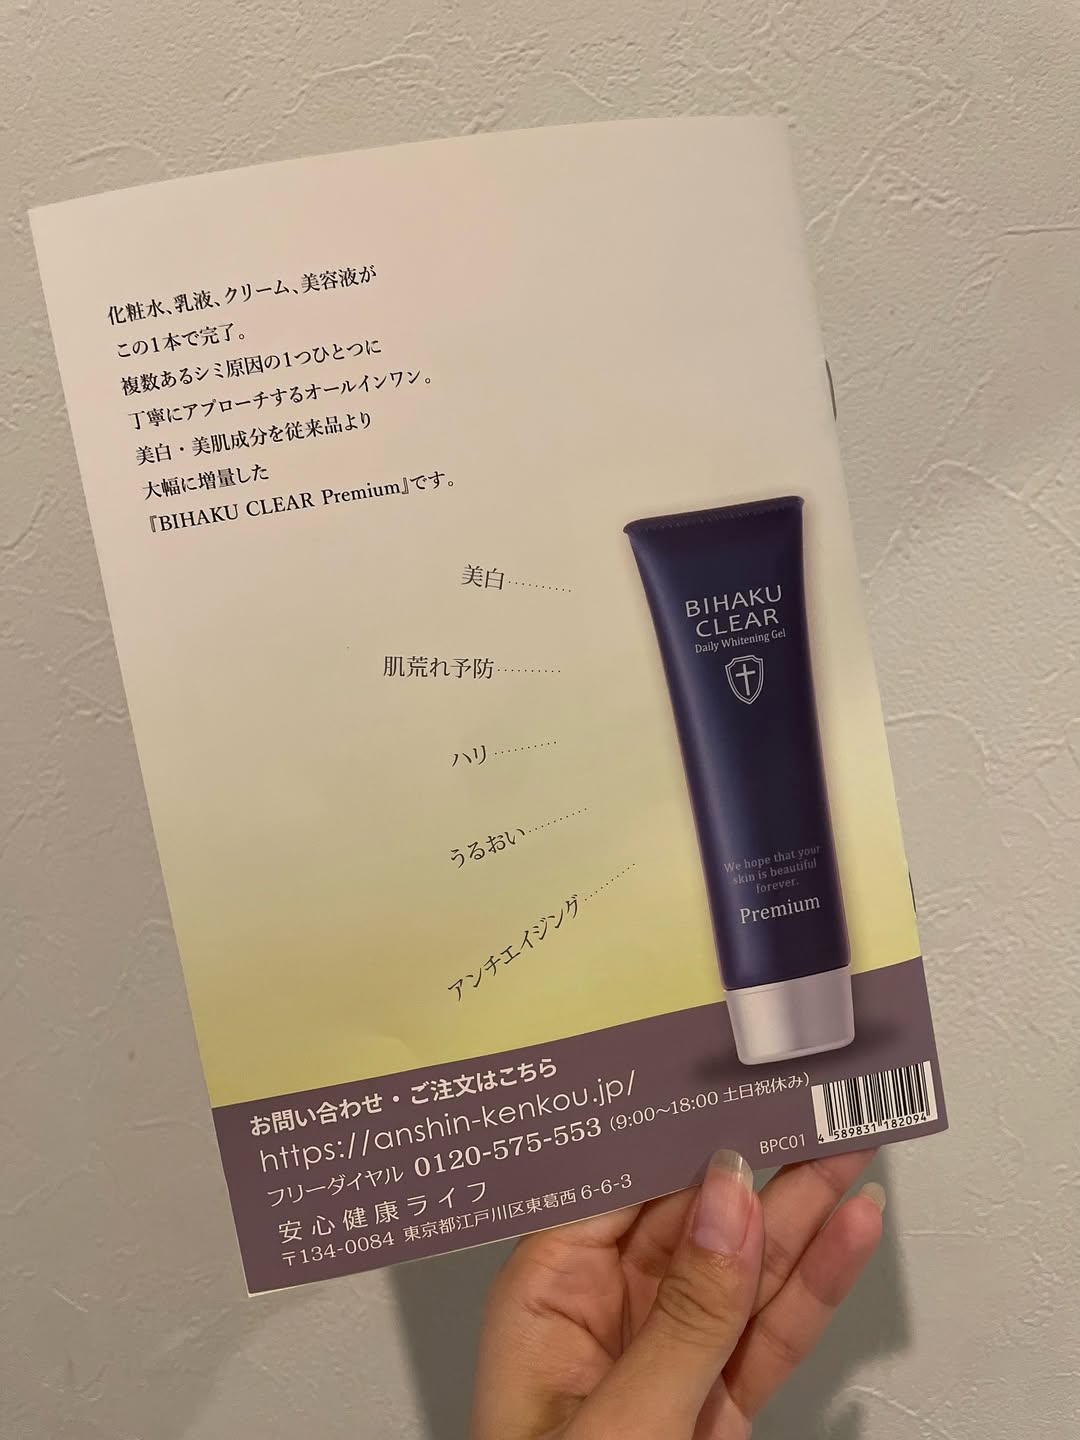 化粧水、乳液、クリーム、美容液が
この1本で完了。
複数あるシミ原因の1つひとつに
丁寧にアプローチするオールインワン。
美白・美肌成分を従来品より
大幅に増量した
『BIHAKU CLEAR Premium』です。
美白
肌荒れ予防
ハリ
うるおい
アンチエイジング
BIHAKU
CLEAR
Daily Whitening Gel
We hope that your
skin is beautiful
forever.
Premium
お問い合わせ・ご注文はこちら
https://anshin-kenkou.jp/
フリーダイヤル 0120-575-553 (9:00〜18:00 土日祝休み)
安心健康ライフ
〒134-0084 東京都江戸川区東葛西 6-6-3
BPC01
4 589831 182094